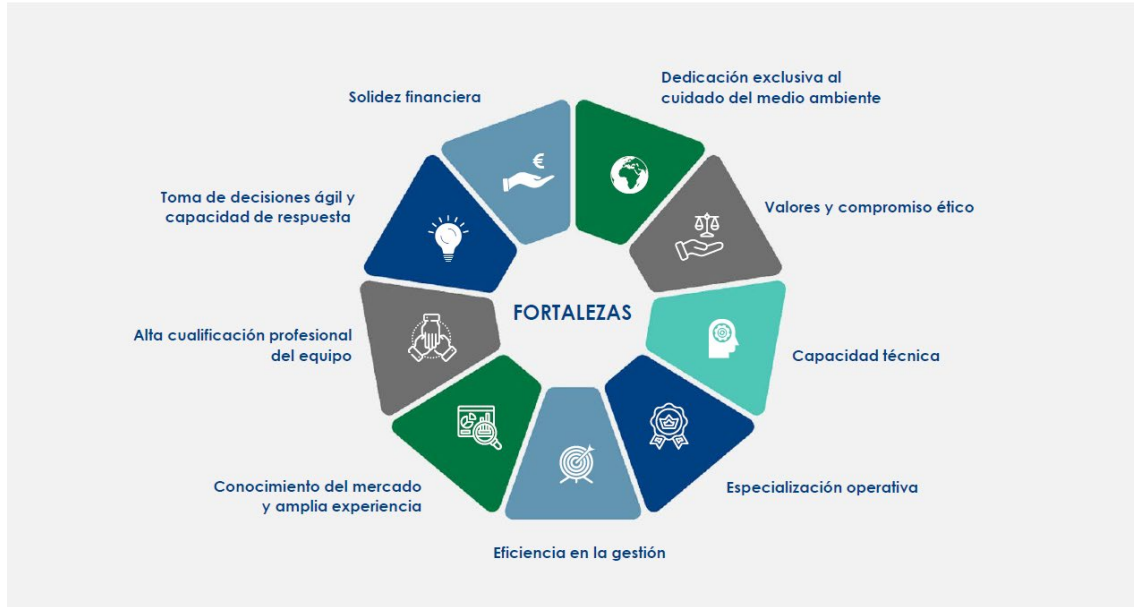 Dedicación exclusiva al
cuidado del medio ambiente
Solidez financiera
€
Toma de decisiones ágil y
capacidad de respuesta
Valores y compromiso ético
FORTALEZAS
Alta cualificación profesional
del equipo
Capacidad técnica
Conocimiento del mercado
y amplia experiencia
Especialización operativa
Eficiencia en la gestión